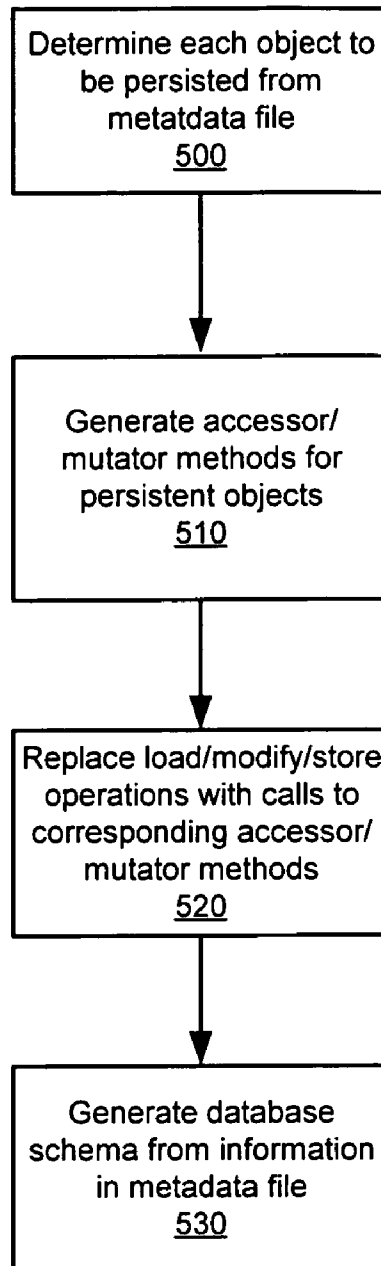 Determine each object to
be persisted from
metatdata file
500
Generate accessor/
mutator methods for
persistent objects
510
Replace load/modify/store
operations with calls to
corresponding accessor/
mutator methods
520
Generate database
schema from information
in metadata file
530